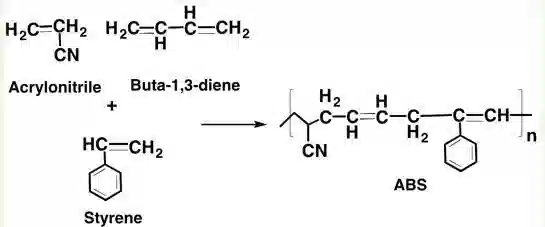 H₂C CH₂
CN
Acrylonitrile
H₂C C H C H CH₂
Buta-1,3-diene
+
HC CH₂
Styrene
H₂ C C H C H C H₂ C CH n
CN
ABS